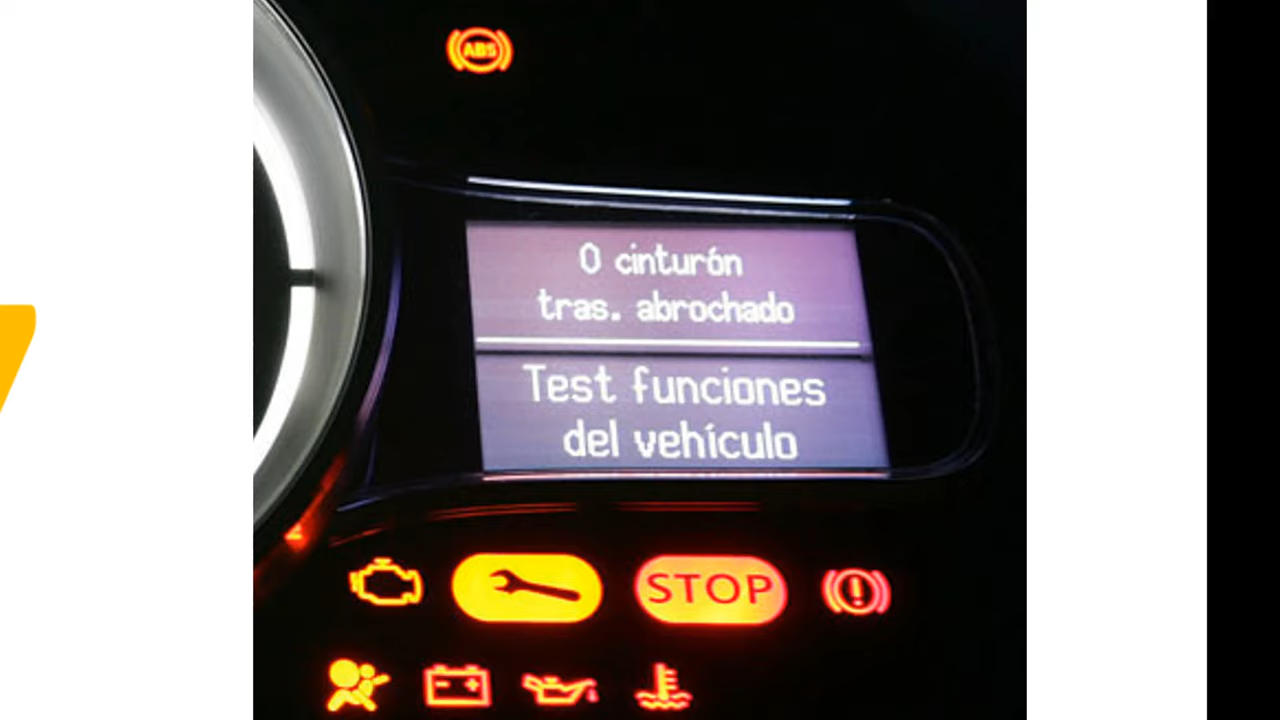 ABS
0 cinturón
tras. abrochado
Test funciones
del vehículo
STOP